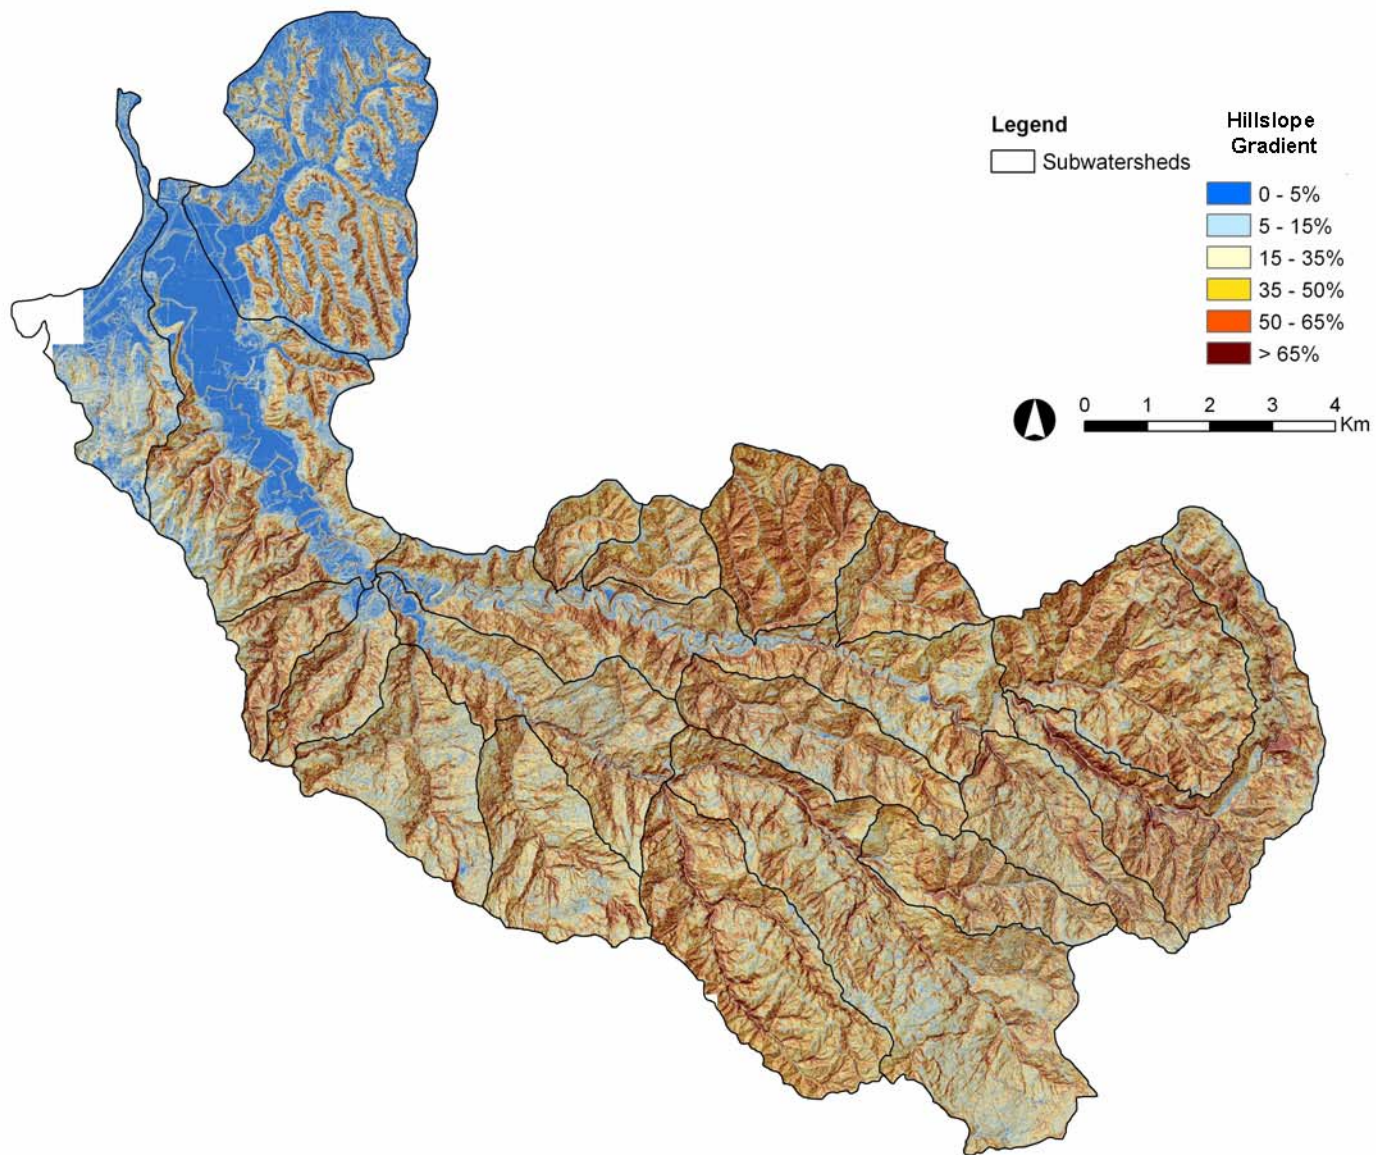 Legend
Subwatersheds
Hillslope
Gradient
0 - 5%
5 - 15%
15 - 35%
35 - 50%
50 - 65%
> 65%
0 1 2 3 4
Km